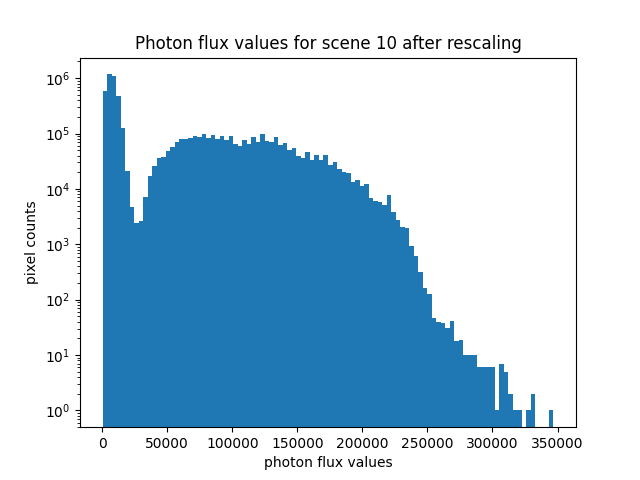 Photon flux values for scene 10 after rescaling
pixel counts
10^6
10^5
10^4
10^3
10^2
10^1
10^0
0 50000 100000 150000 200000 250000 300000 350000
photon flux values